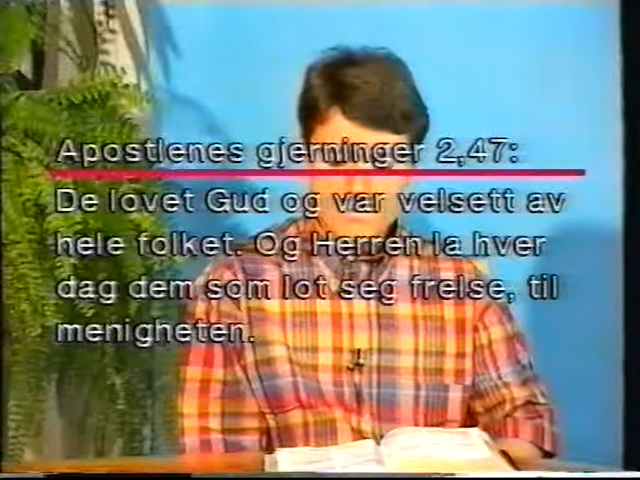 Apostlenes gjerninger 2,47:
De lovet Gud og var velsett av
hele folket. Og Herren la hver
dag dem som lot seg frelse, til
menigheten.